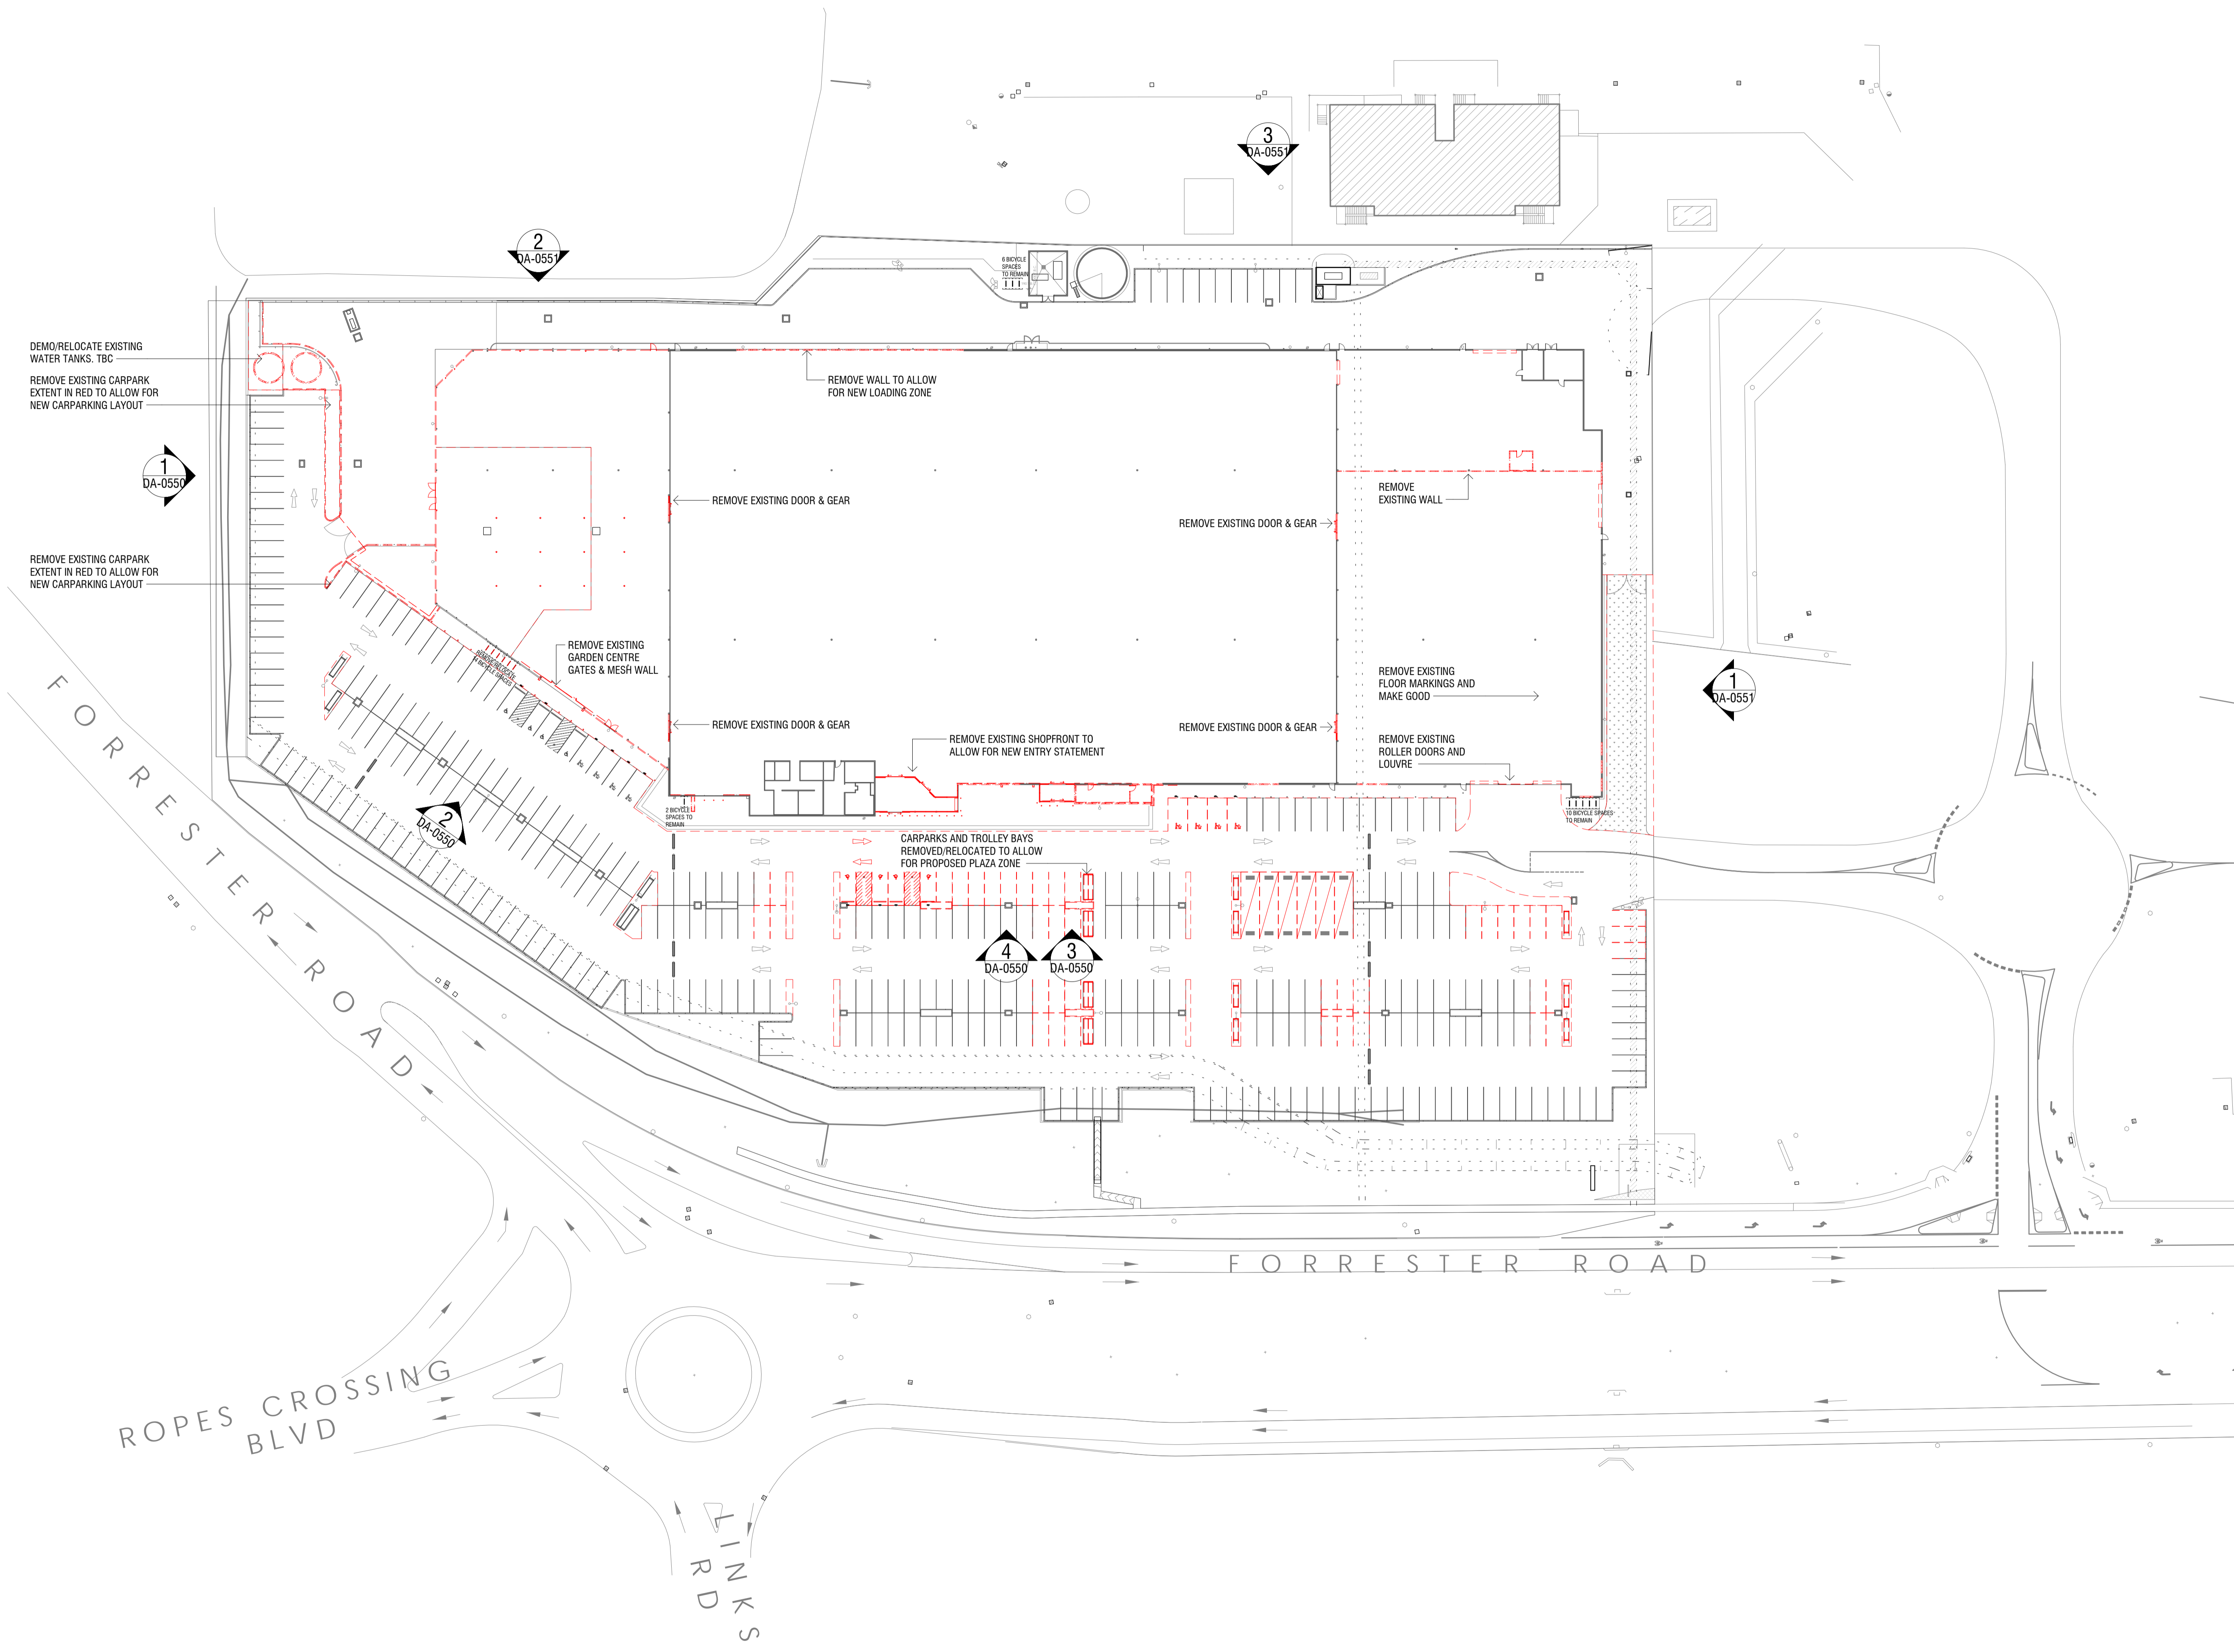 3
DA-0551
2
DA-0551
6 BICYCLE
SPACES
TO REMAIN
DEMO/RELOCATE EXISTING
WATER TANKS. TBC
REMOVE EXISTING CARPARK
EXTENT IN RED TO ALLOW FOR
NEW CARPARKING LAYOUT
REMOVE WALL TO ALLOW
FOR NEW LOADING ZONE
1
DA-0550
REMOVE EXISTING DOOR & GEAR
REMOVE EXISTING DOOR & GEAR
REMOVE
EXISTING WALL
REMOVE EXISTING CARPARK
EXTENT IN RED TO ALLOW FOR
NEW CARPARKING LAYOUT
REMOVE EXISTING
GARDEN CENTRE
GATES & MESH WALL
REMOVE/RELOCATE
4 BICYCLE SPACES
REMOVE EXISTING
FLOOR MARKINGS AND
MAKE GOOD
1
DA-0551
REMOVE EXISTING DOOR & GEAR
REMOVE EXISTING DOOR & GEAR
REMOVE EXISTING SHOPFRONT TO
ALLOW FOR NEW ENTRY STATEMENT
REMOVE EXISTING
ROLLER DOORS AND
LOUVRE
2 BICYCLE
SPACES TO
REMAIN
10 BICYCLE SPACES
TO REMAIN
2
DA-0550
CARPARKS AND TROLLEY BAYS
REMOVED/RELOCATED TO ALLOW
FOR PROPOSED PLAZA ZONE
4
DA-0550
3
DA-0550
FORRESTER ROAD
FORRESTER ROAD
ROPES CROSSING
BLVD
LINKS
RD